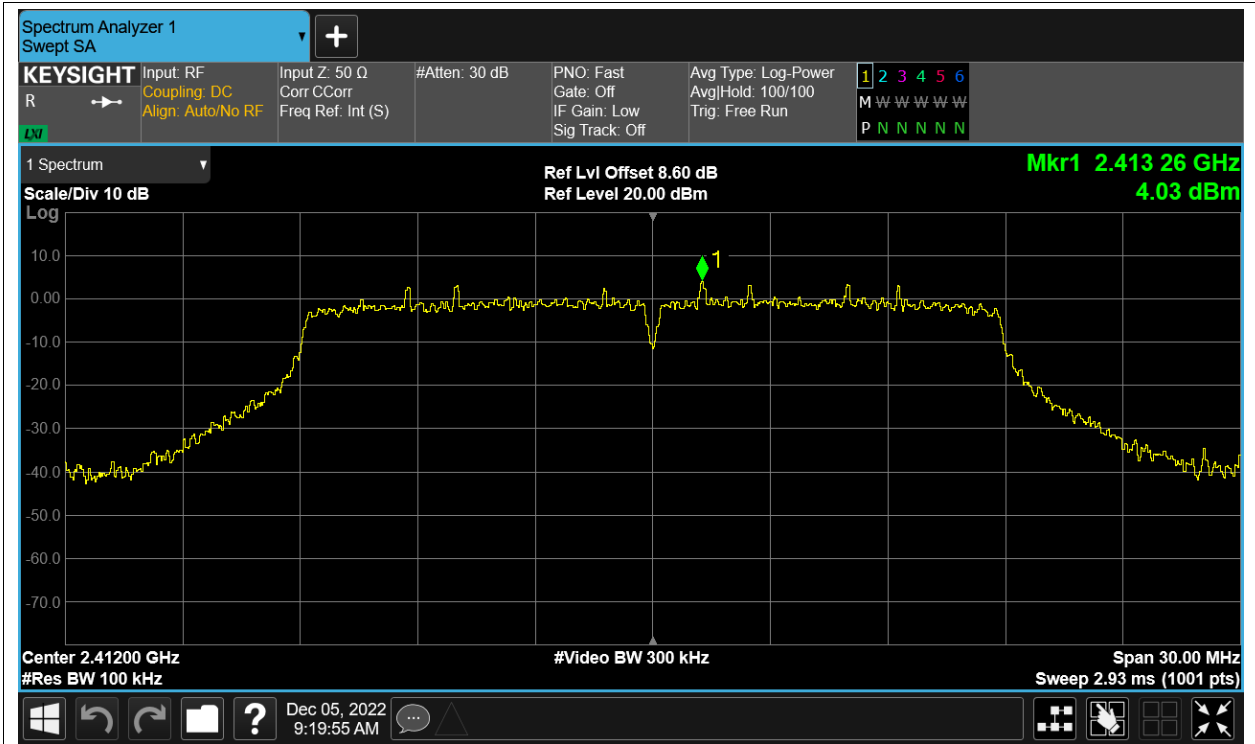 Spectrum Analyzer 1
Swept SA
KEYSIGHT
R
LXI
Input: RF
Coupling: DC
Align: Auto/No RF
Input Z: 50 Ω
Corr CCorr
Freq Ref: Int (S)
#Atten: 30 dB
PNO: Fast
Gate: Off
IF Gain: Low
Sig Track: Off
Avg Type: Log-Power
Avg|Hold: 100/100
Trig: Free Run
1 2 3 4 5 6
M W W W W W
P N N N N N
1 Spectrum
Scale/Div 10 dB
Log
Ref Lvl Offset 8.60 dB
Ref Level 20.00 dBm
Mkr1 2.413 26 GHz
4.03 dBm
1
10.0
0.00
-10.0
-20.0
-30.0
-40.0
-50.0
-60.0
-70.0
Center 2.41200 GHz
#Res BW 100 kHz
#Video BW 300 kHz
Span 30.00 MHz
Sweep 2.93 ms (1001 pts)
?
Dec 05, 2022
9:19:55 AM